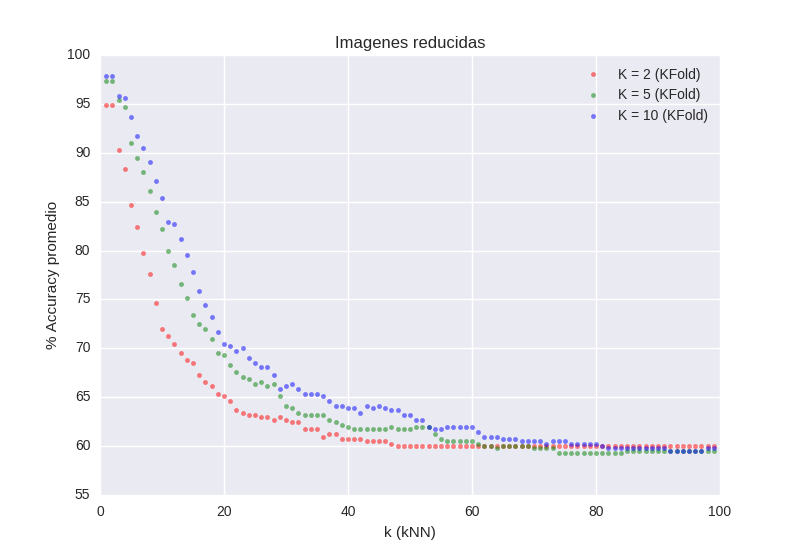 Imagenes reducidas
100
95
90
85
80
75
70
65
60
55
% Accuracy promedio
K = 2 (KFold)
K = 5 (KFold)
K = 10 (KFold)
0 20 40 60 80 100
k (kNN)